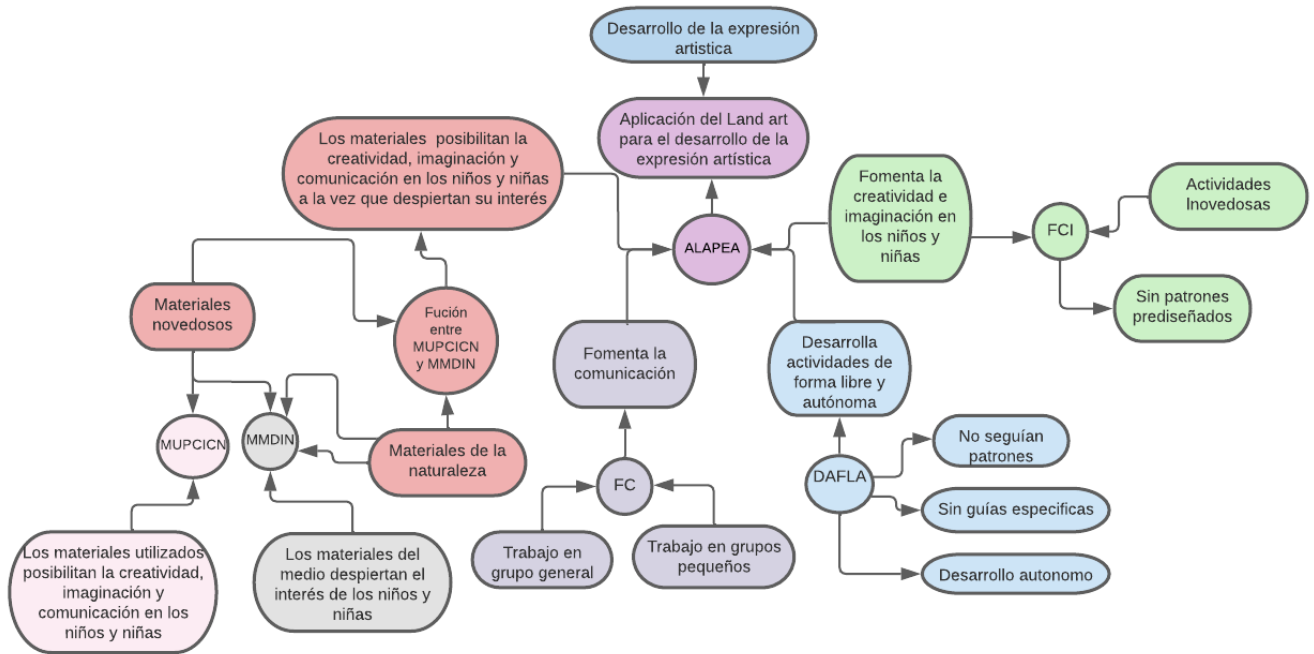 Desarrollo de la expresión
artistica
Aplicación del Land art
para el desarrollo de la
expresión artística
Los materiales posibilitan la
creatividad, imaginación y
comunicación en los niños y niñas
a la vez que despiertan su interés
Fomenta la
creatividad e
imaginación en
los niños y
niñas
Actividades
Inovedosas
FCI
ALAPEA
Sin patrones
prediseñados
Materiales
novedosos
Fución
entre
MUPCICN
y MMDIN
Fomenta la
comunicación
Desarrolla
actividades de
forma libre y
autónoma
MUPCICN
MMDIN
Materiales de la
naturaleza
No seguían
patrones
DAFLA
FC
Sin guías especificas
Trabajo en
grupo general
Trabajo en grupos
pequeños
Desarrollo autonomo
Los materiales utilizados
posibilitan la creatividad,
imaginación y
comunicación en los
niños y niñas
Los materiales del
medio despiertan el
interés de los niños y
niñas